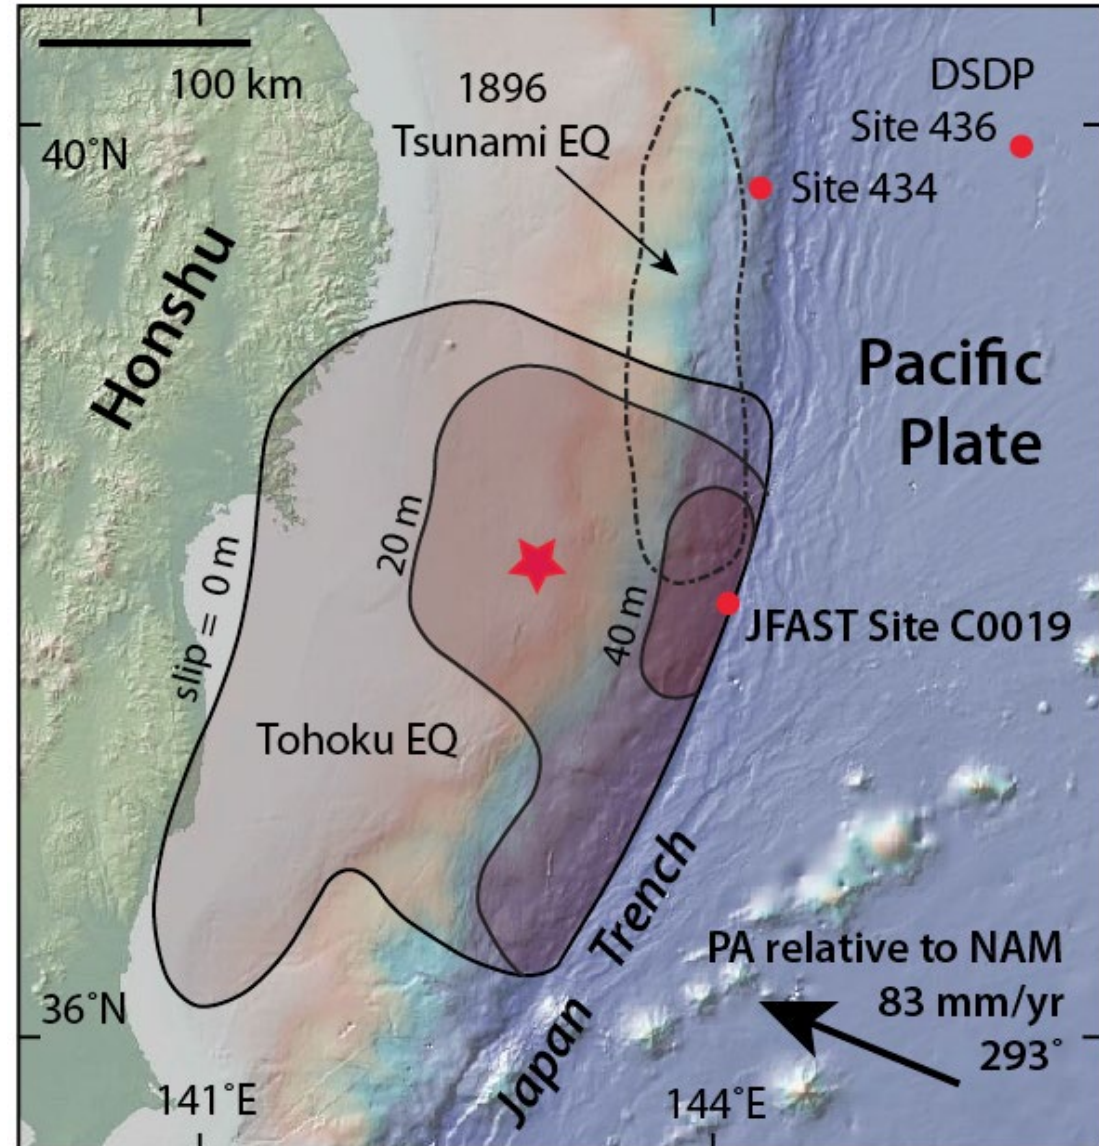 100 km
1896
Tsunami EQ
DSDP
Site 436
Site 434
40˚N
Honshu
Pacific
Plate
20 m
slip = 0 m
40 m
JFAST Site C0019
Tohoku EQ
Japan Trench
PA relative to NAM
83 mm/yr
293˚
36˚N
141˚E
144˚E